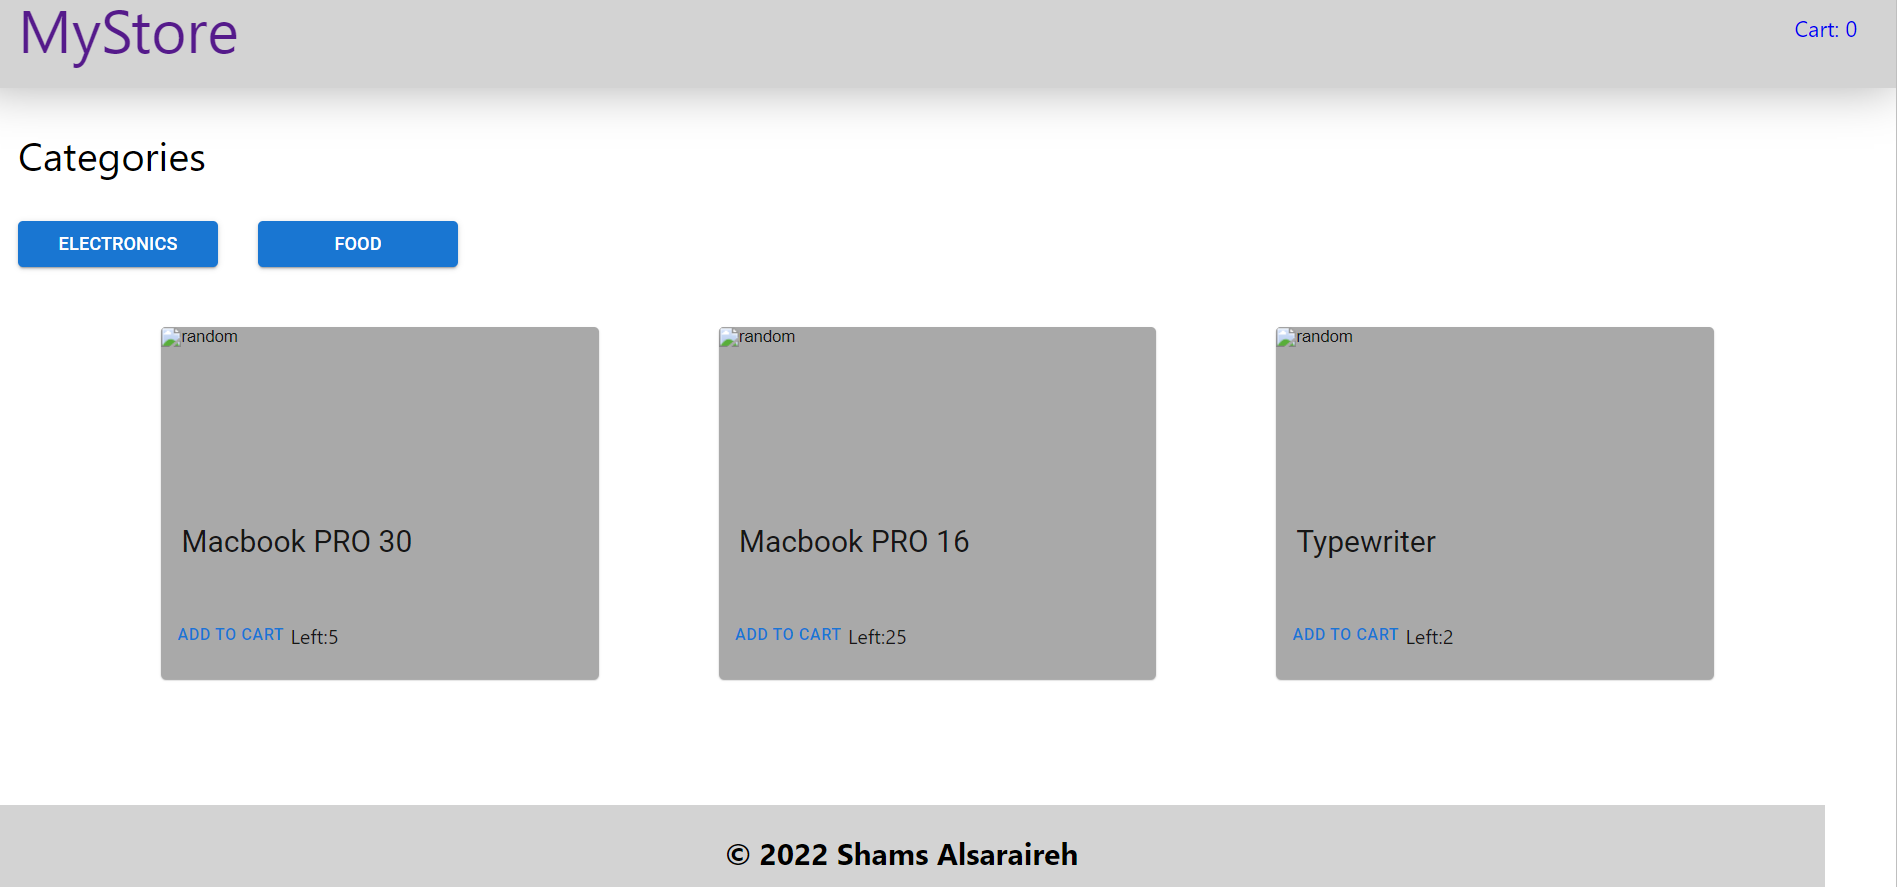 MyStore
Cart: 0
Categories
ELECTRONICS
FOOD
random
random
random
Macbook PRO 30
Macbook PRO 16
Typewriter
ADD TO CART Left:5
ADD TO CART Left:25
ADD TO CART Left:2
© 2022 Shams Alsaraireh